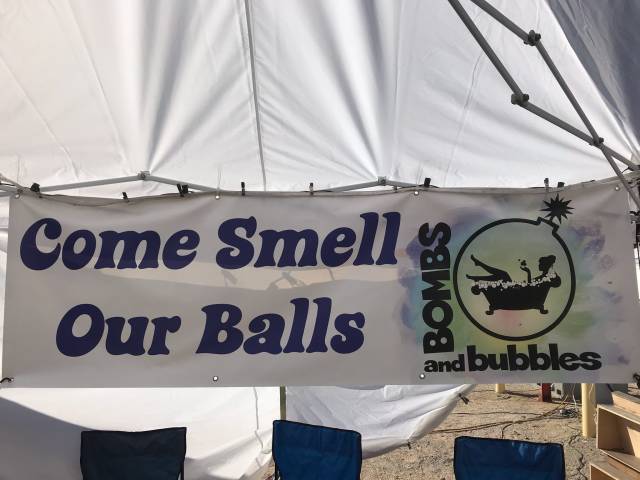 Come Smell
Our Balls
BOMBS
and bubbles